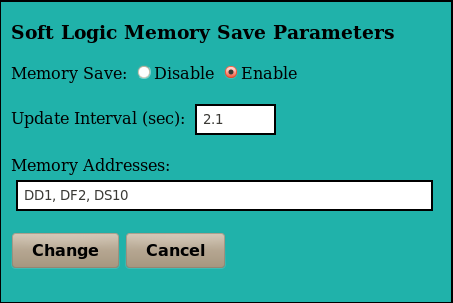 Soft Logic Memory Save Parameters
Memory Save: Disable Enable
Update Interval (sec): 2.1
Memory Addresses:
DD1, DF2, DS10
Change Cancel